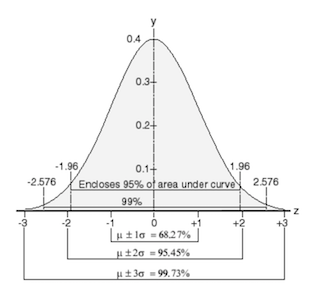 y
0.4
0.3
0.2
0.1
-1.96 1.96
-2.576 2.576
Encloses 95% of area under curve
99%
z
-3 -2 -1 0 +1 +2 +3
μ ± 1σ = 68.27%
μ ± 2σ = 95.45%
μ ± 3σ = 99.73%